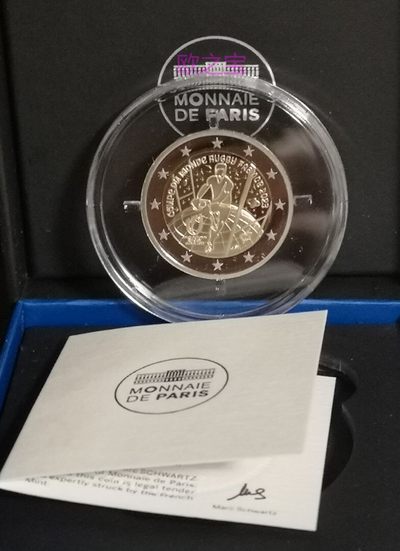 欧之宝
MONNAIE
DE PARIS
COUPE DU MONDE RUGBY FRANCE 2023
MONNAIE
DE PARIS
SCHWARTZ
Monnaie de Paris
this coin is legal tender
expertly struck by the French
Mint
Marc Schwartz